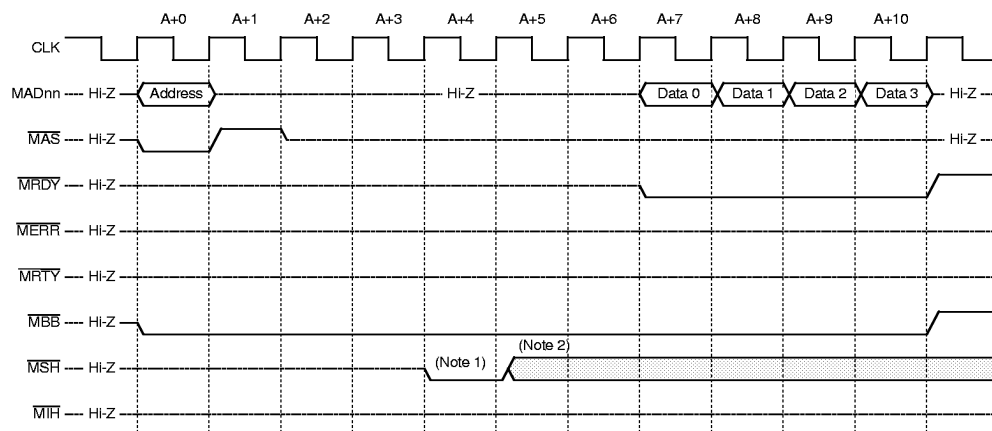 A+0 A+1 A+2 A+3 A+4 A+5 A+6 A+7 A+8 A+9 A+10
CLK
MADnn Hi-Z Address Hi-Z Data 0 Data 1 Data 2 Data 3 Hi-Z
MAS Hi-Z Hi-Z
MRDY Hi-Z
MERR Hi-Z
MRTY Hi-Z
MBB Hi-Z
(Note 2)
MSH Hi-Z (Note 1)
MIH Hi-Z